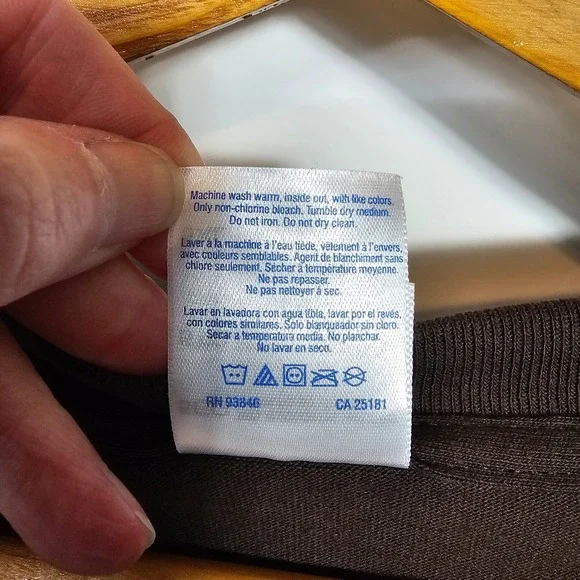 Machine wash warm, inside out, with like colors.
Only non-chlorine bleach. Tumble dry medium.
Do not iron. Do not dry clean.
Laver à la machine à l'eau tiède, vêtement à l'envers,
avec couleurs semblables. Agent de blanchiment sans
chlore seulement. Sécher à température moyenne.
Ne pas repasser.
Ne pas nettoyer à sec.
Lavar en lavadora con agua tibia, lavar por el revés,
con colores similares. Solo blanqueador sin cloro.
Secar a temperatura media. No planchar.
No lavar en seco.
RN 93846 CA 25181